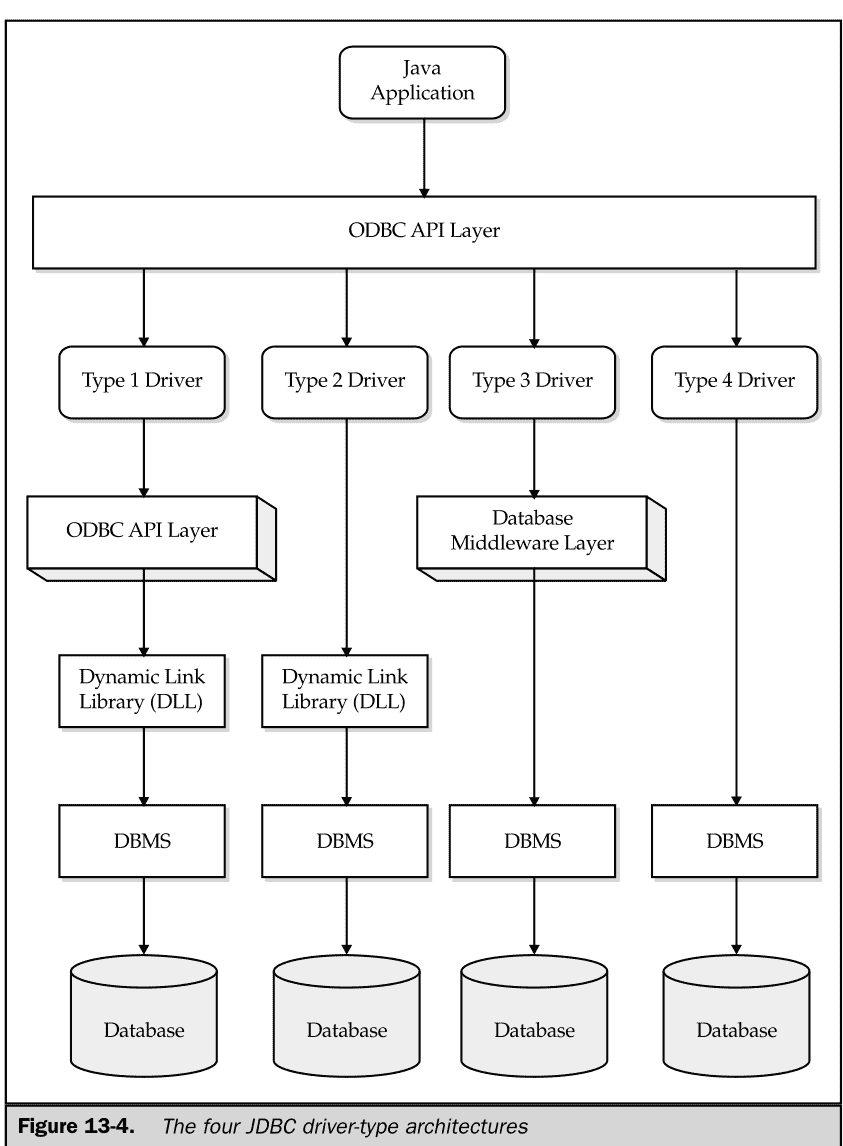 Java
Application
ODBC API Layer
Type 1 Driver
Type 2 Driver
Type 3 Driver
Type 4 Driver
ODBC API Layer
Database
Middleware Layer
Dynamic Link
Library (DLL)
Dynamic Link
Library (DLL)
DBMS
DBMS
DBMS
DBMS
Database
Database
Database
Database
Figure 13-4. The four JDBC driver-type architectures